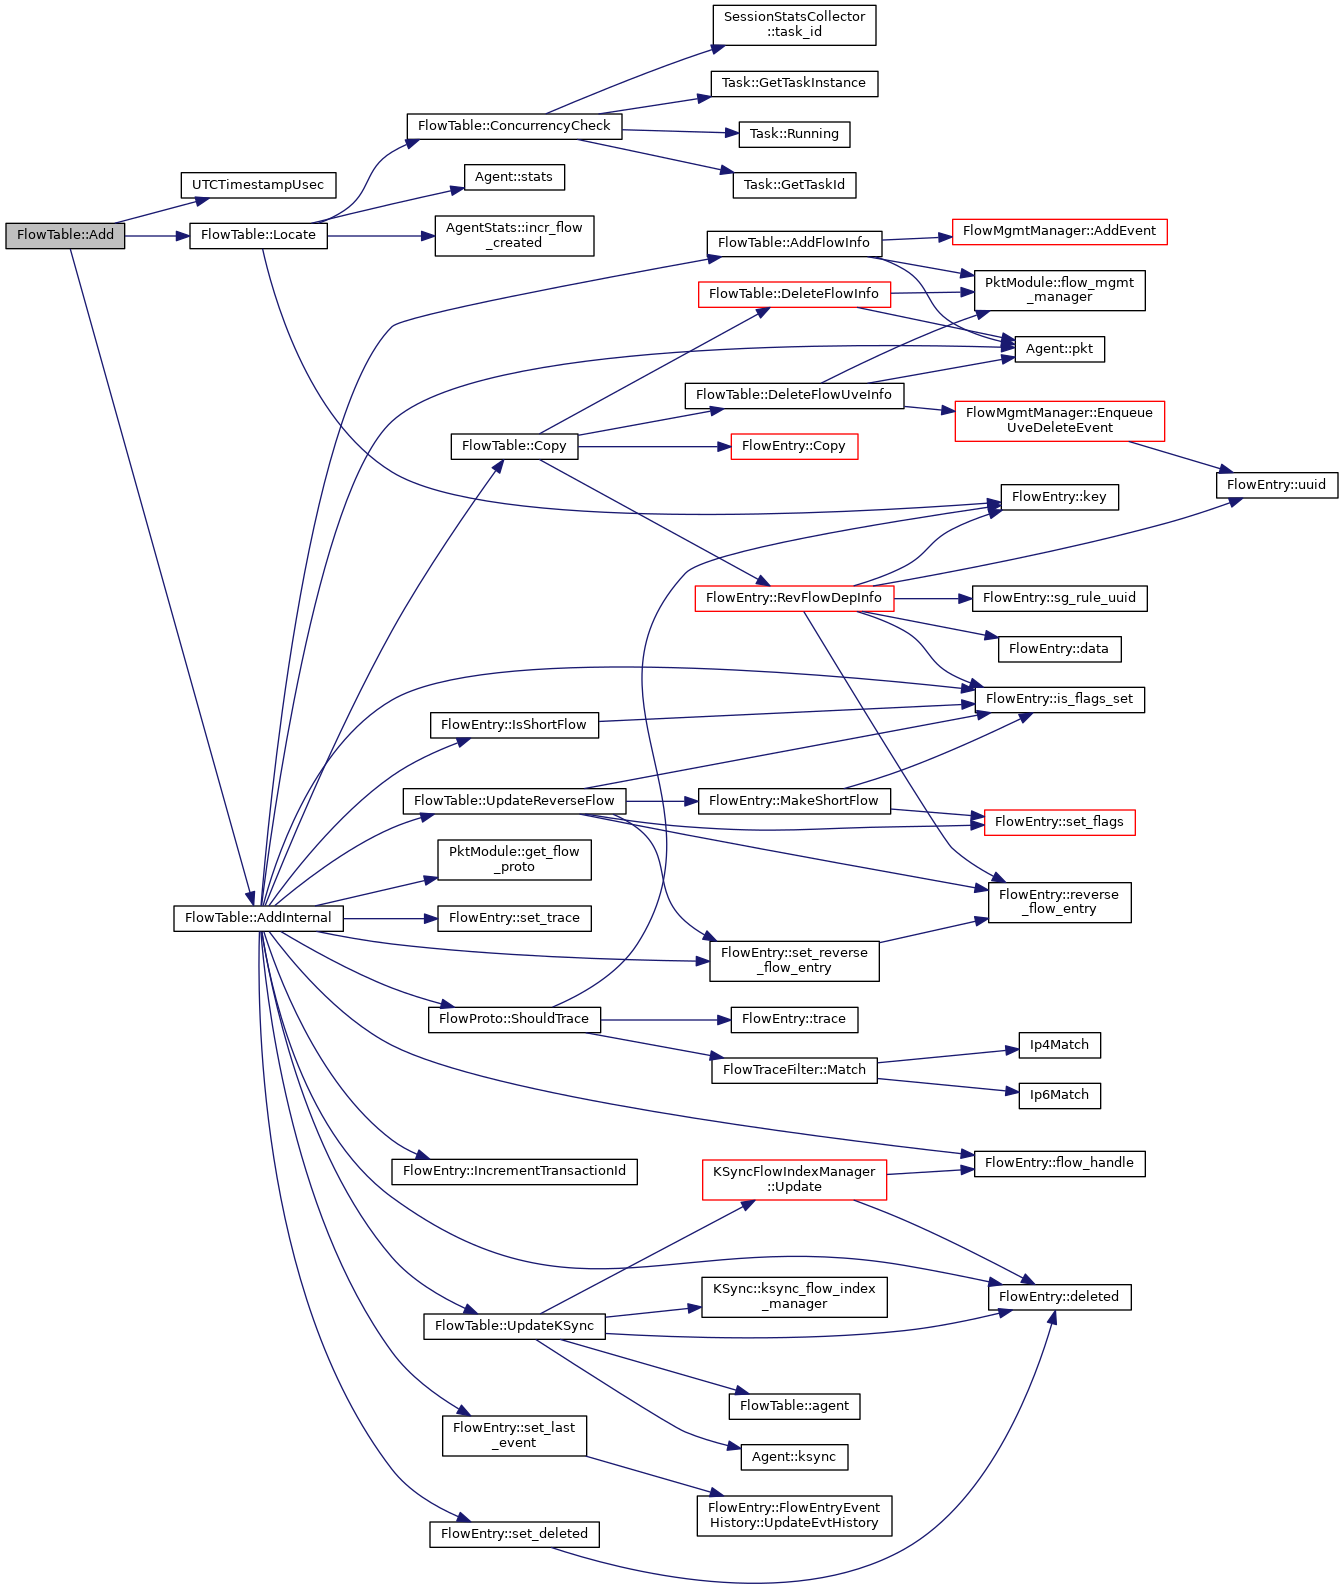 SessionStatsCollector
::task_id
Task::GetTaskInstance
FlowTable::ConcurrencyCheck
Task::Running
Agent::stats
UTCTimestampUsec
Task::GetTaskId
FlowTable::Add
FlowTable::Locate
AgentStats::incr_flow
_created
FlowTable::AddFlowInfo
FlowMgmtManager::AddEvent
FlowTable::DeleteFlowInfo
PktModule::flow_mgmt
_manager
Agent::pkt
FlowTable::DeleteFlowUveInfo
FlowMgmtManager::Enqueue
UveDeleteEvent
FlowTable::Copy
FlowEntry::Copy
FlowEntry::uuid
FlowEntry::key
FlowEntry::RevFlowDepInfo
FlowEntry::sg_rule_uuid
FlowEntry::data
FlowEntry::is_flags_set
FlowEntry::IsShortFlow
FlowTable::UpdateReverseFlow
FlowEntry::MakeShortFlow
FlowEntry::set_flags
PktModule::get_flow
_proto
FlowEntry::reverse
_flow_entry
FlowTable::AddInternal
FlowEntry::set_trace
FlowEntry::set_reverse
_flow_entry
FlowProto::ShouldTrace
FlowEntry::trace
FlowTraceFilter::Match
Ip4Match
Ip6Match
FlowEntry::IncrementTransactionId
FlowEntry::flow_handle
KSyncFlowIndexManager
::Update
KSync::ksync_flow_index
_manager
FlowEntry::deleted
FlowTable::UpdateKSync
FlowTable::agent
FlowEntry::set_last
_event
Agent::ksync
FlowEntry::FlowEntryEvent
History::UpdateEvtHistory
FlowEntry::set_deleted